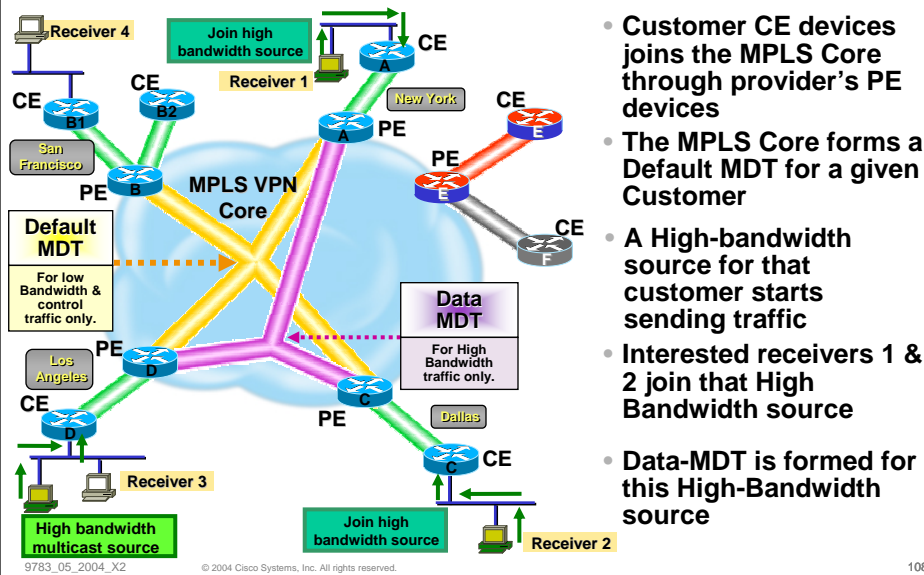 Receiver 4
Join high
bandwidth source
Receiver 1
CE
A
New York
CE
B1
CE
B2
A
PE
CE
E
San
Francisco
PE
B
MPLS VPN
Core
PE
E
CE
F
Default
MDT
For low
Bandwidth &
control
traffic only.
Data
MDT
For High
Bandwidth
traffic only.
Los
Angeles
PE
D
CE
D
C
PE
Dallas
C
CE
Receiver 3
High bandwidth
multicast source
Join high
bandwidth source
Receiver 2
• Customer CE devices
joins the MPLS Core
through provider's PE
devices
• The MPLS Core forms a
Default MDT for a given
Customer
• A High-bandwidth
source for that
customer starts
sending traffic
• Interested receivers 1 &
2 join that High
Bandwidth source
• Data-MDT is formed for
this High-Bandwidth
source
9783_05_2004_X2
© 2004 Cisco Systems, Inc. All rights reserved.